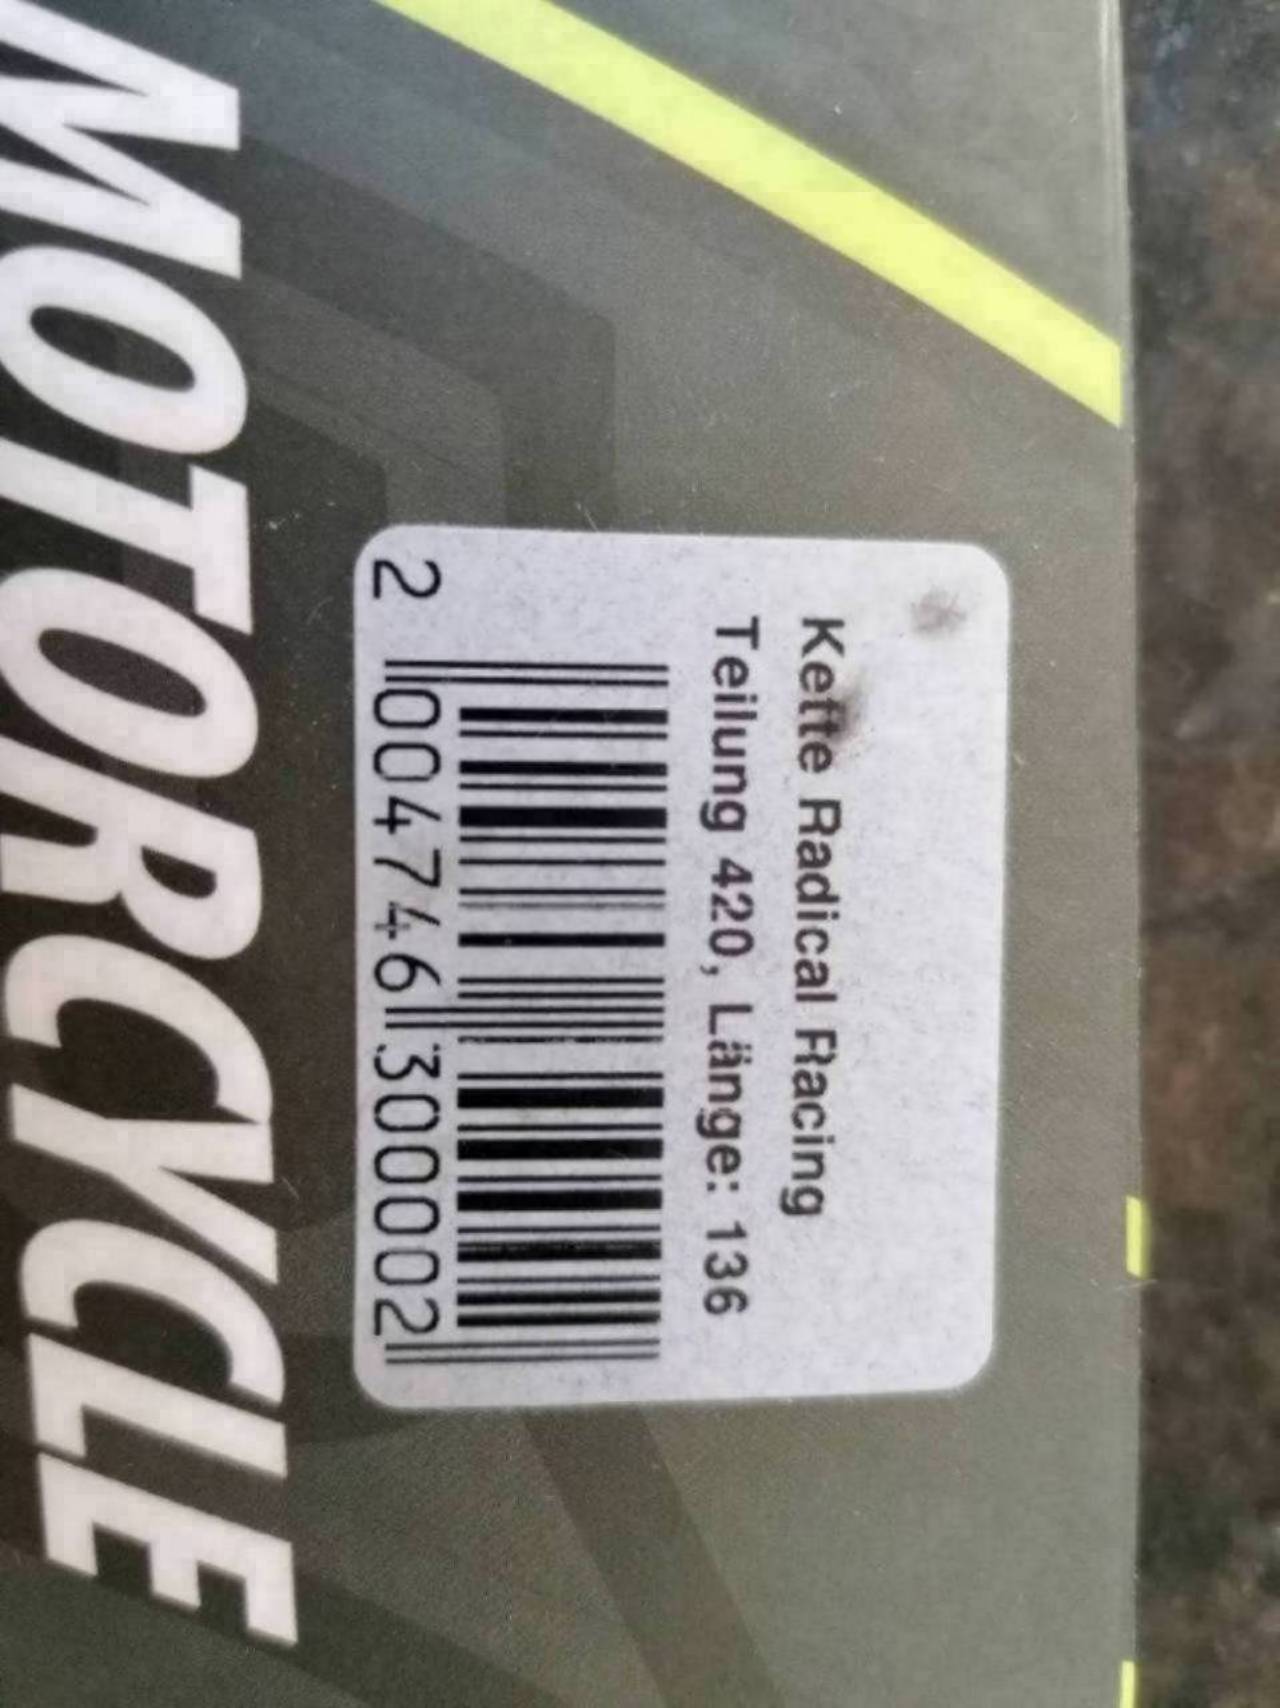 Kette Radical Racing
Teilung 420, Länge: 136
2 004746 300002
MOTORCYCLE